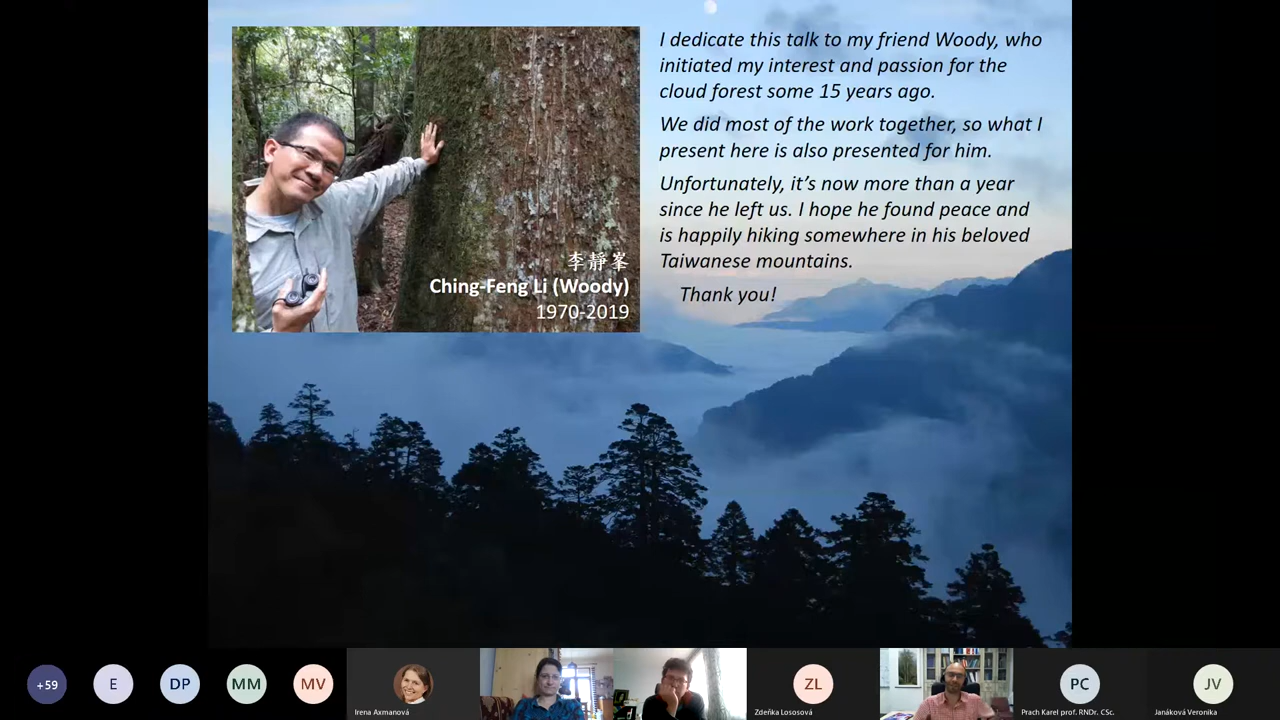 I dedicate this talk to my friend Woody, who
initiated my interest and passion for the
cloud forest some 15 years ago.
We did most of the work together, so what I
present here is also presented for him.
Unfortunately, it's now more than a year
since he left us. I hope he found peace and
is happily hiking somewhere in his beloved
Taiwanese mountains.
Thank you!
李靜峯
Ching-Feng Li (Woody)
1970-2019
+59
E
DP
MM
MV
Irena Axmanová
ZL
Zdeňka Lososová
PC
Prach Karel prof. RNDr. CSc.
JV
Janáková Veronika